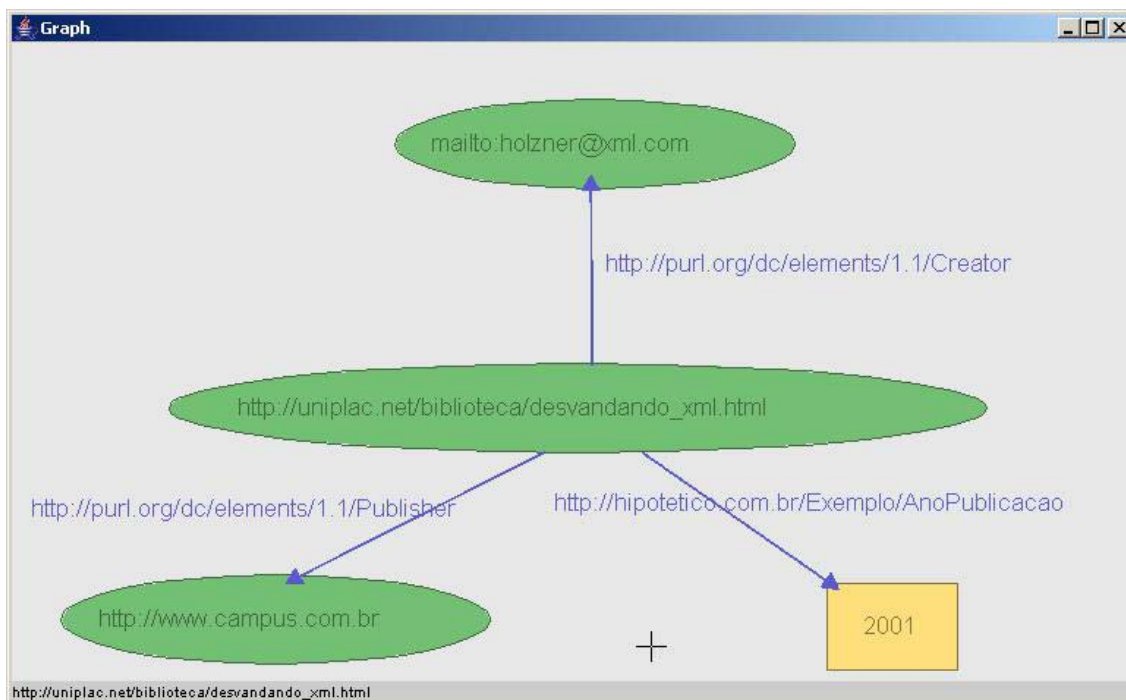 Graph
mailto:holzner@xml.com
http://purl.org/dc/elements/1.1/Creator
http://uniplac.net/biblioteca/desvandando_xml.html
http://purl.org/dc/elements/1.1/Publisher
http://hipotetico.com.br/Exemplo/AnoPublicacao
http://www.campus.com.br
2001
http://uniplac.net/biblioteca/desvandando_xml.html